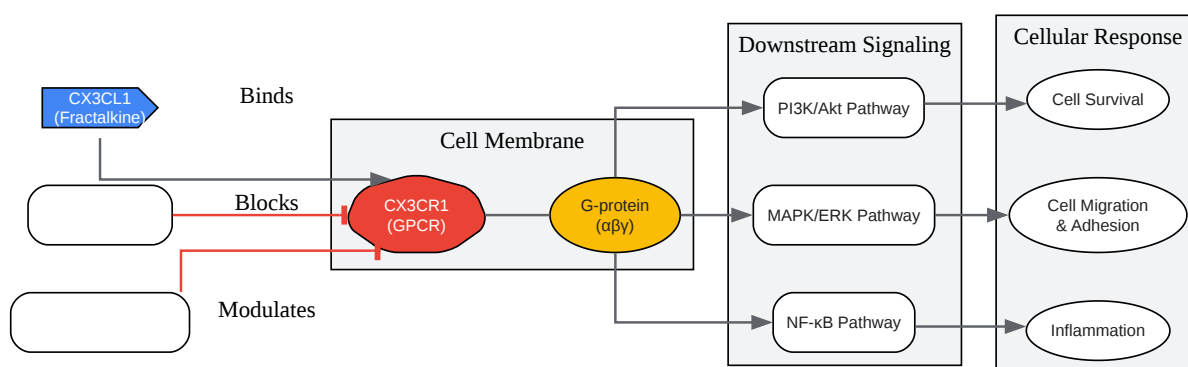 Downstream Signaling
Cellular Response
CX3CL1
(Fractalkine)
Binds
PI3K/Akt Pathway
Cell Survival
Cell Membrane
Blocks
CX3CR1
(GPCR)
G-protein
(αβγ)
MAPK/ERK Pathway
Cell Migration
& Adhesion
Modulates
NF-κB Pathway
Inflammation